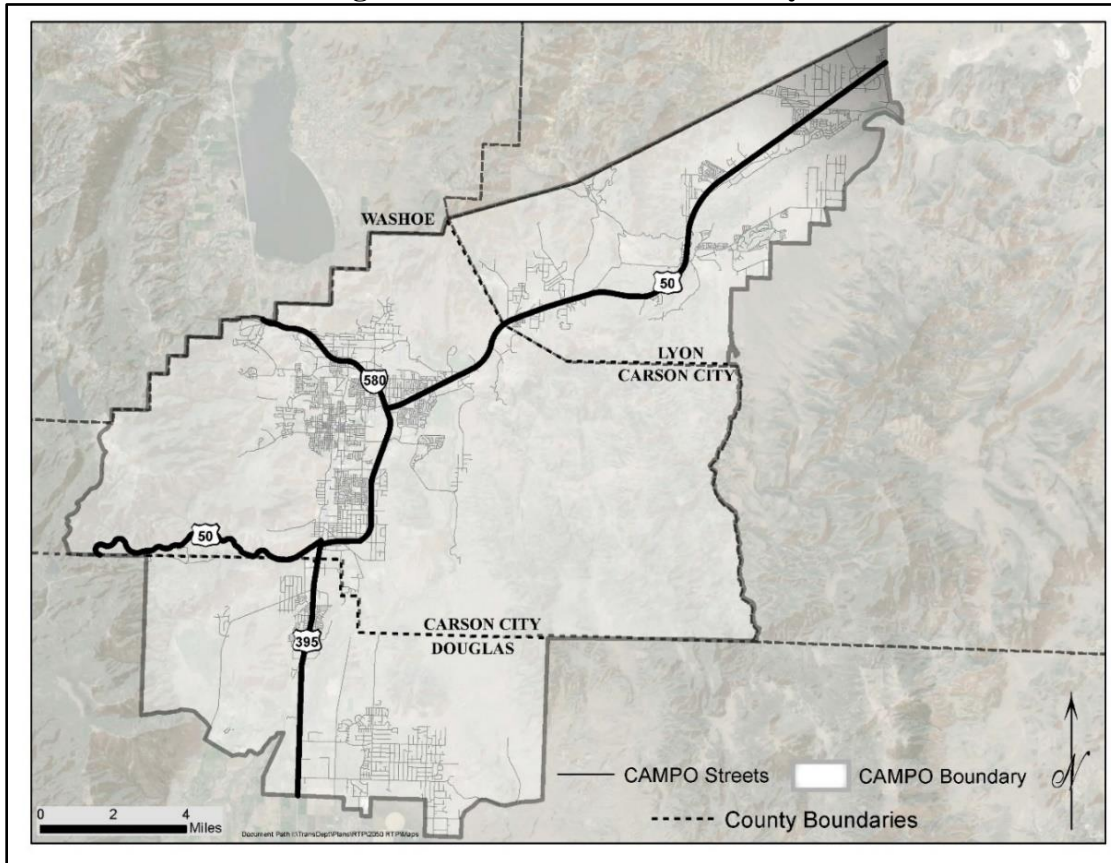 WASHOE
50
580
LYON
CARSON CITY
50
CARSON CITY
DOUGLAS
395
CAMPO Streets
CAMPO Boundary
County Boundaries
N
0 2 4
Miles